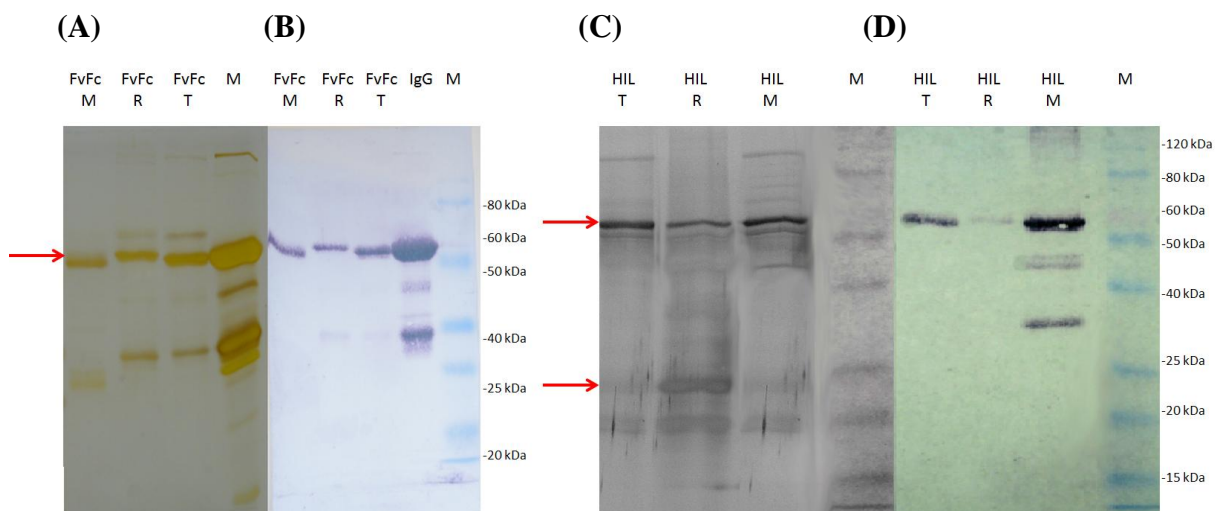 (A)
(B)
(C)
(D)
FvFc FvFc FvFc M
M R T
FvFc FvFc FvFc IgG M
M R T
HIL HIL HIL M
T R M
HIL HIL HIL M
T R M
-80 kDa
-60 kDa
-50 kDa
-40 kDa
-25 kDa
-20 kDa
-120 kDa
-80 kDa
-60 kDa
-50 kDa
-40 kDa
-25 kDa
-20 kDa
-15 kDa